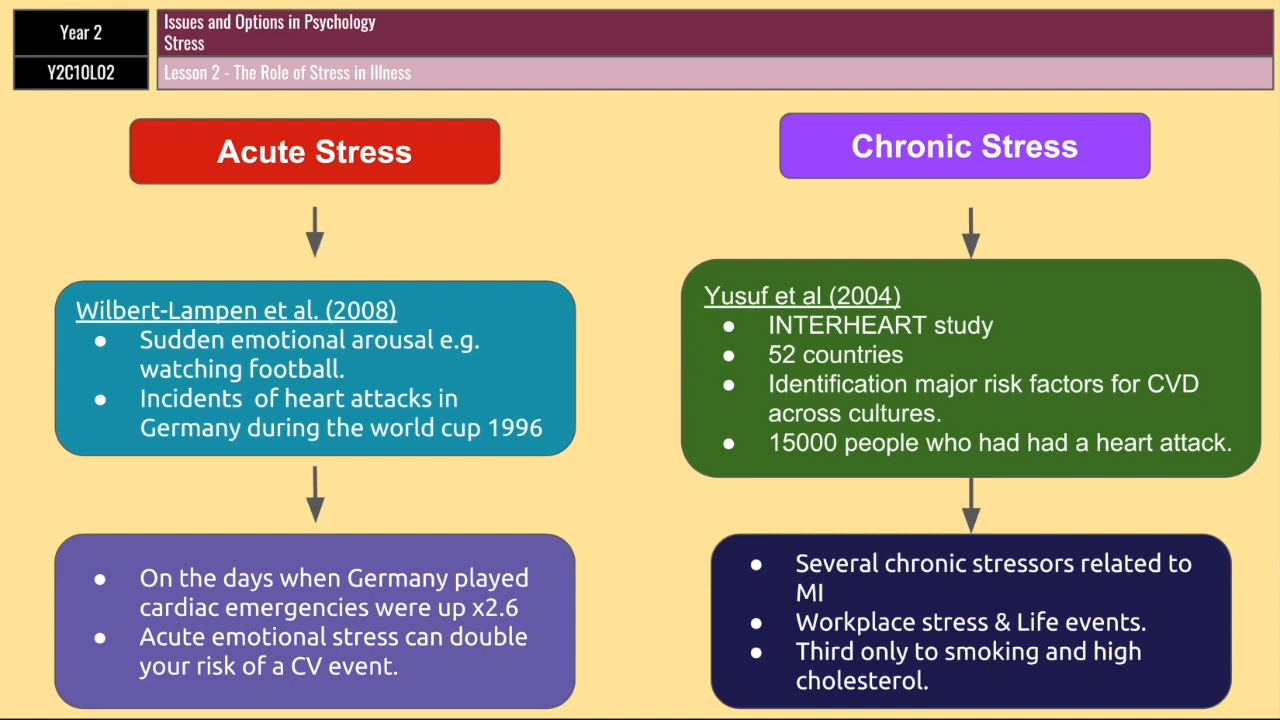 Year 2
Issues and Options in Psychology
Stress
Y2C10L02
Lesson 2 - The Role of Stress in Illness
Acute Stress
Wilbert-Lampen et al. (2008)
● Sudden emotional arousal e.g.
watching football.
● Incidents of heart attacks in
Germany during the world cup 1996
● On the days when Germany played
cardiac emergencies were up x2.6
● Acute emotional stress can double
your risk of a CV event.
Chronic Stress
Yusuf et al (2004)
● INTERHEART study
● 52 countries
● Identification major risk factors for CVD
across cultures.
● 15000 people who had had a heart attack.
● Several chronic stressors related to
MI
● Workplace stress & Life events.
● Third only to smoking and high
cholesterol.